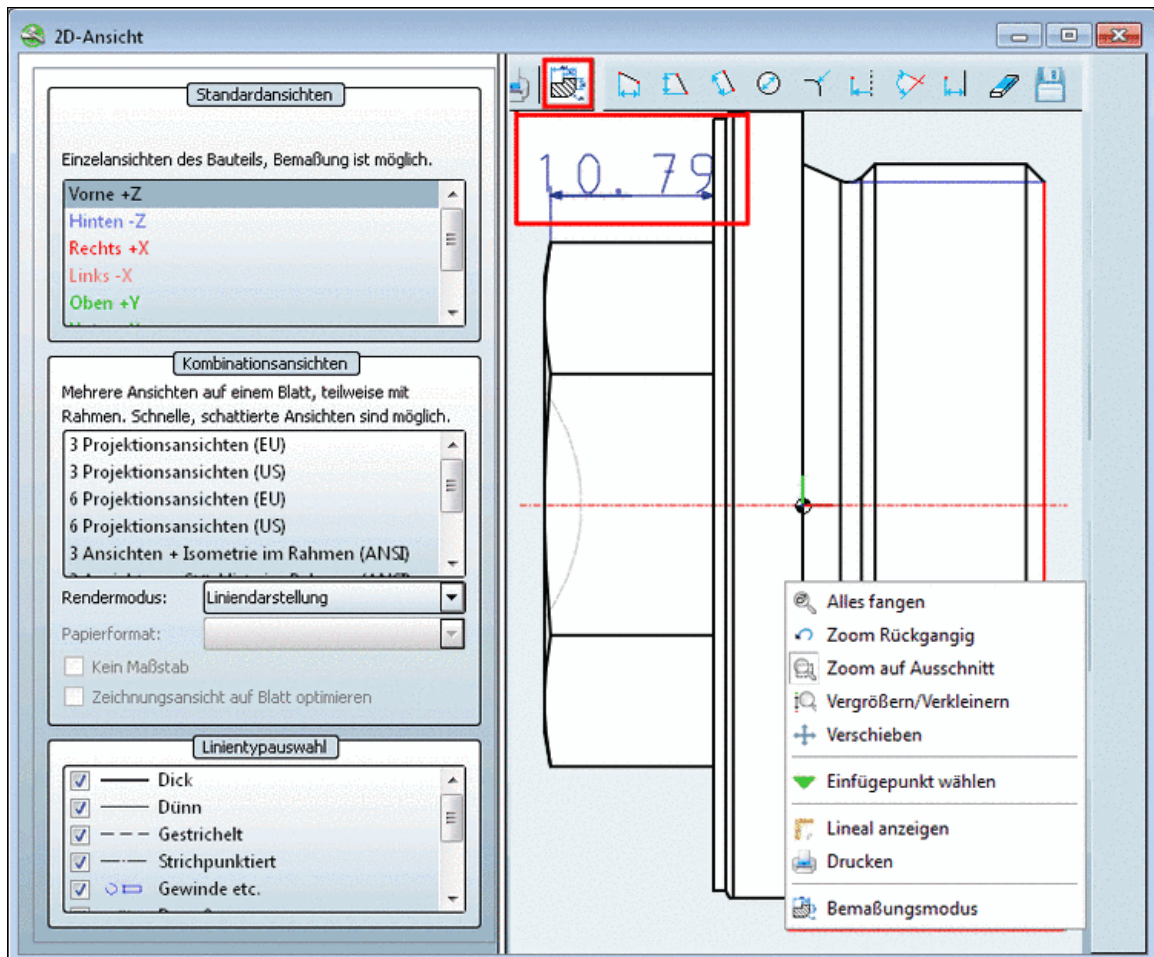 2D-Ansicht
Standardansichten
Einzelansichten des Bauteils, Bemaßung ist möglich.
Vorne +Z
Hinten -Z
Rechts +X
Links -X
Oben +Y
Kombinationsansichten
Mehrere Ansichten auf einem Blatt, teilweise mit
Rahmen. Schnelle, schattierte Ansichten sind möglich.
3 Projektionsansichten (EU)
3 Projektionsansichten (US)
6 Projektionsansichten (EU)
6 Projektionsansichten (US)
3 Ansichten + Isometrie im Rahmen (ANSI)
Rendermodus:
Liniendarstellung
Papierformat:
Kein Maßstab
Zeichnungsansicht auf Blatt optimieren
Linientypauswahl
Dick
Dünn
Gestrichelt
Strichpunktiert
Gewinde etc.
10.79
Alles fangen
Zoom Rückgangig
Zoom auf Ausschnitt
Vergrößern/Verkleinern
Verschieben
Einfügepunkt wählen
Lineal anzeigen
Drucken
Bemaßungsmodus